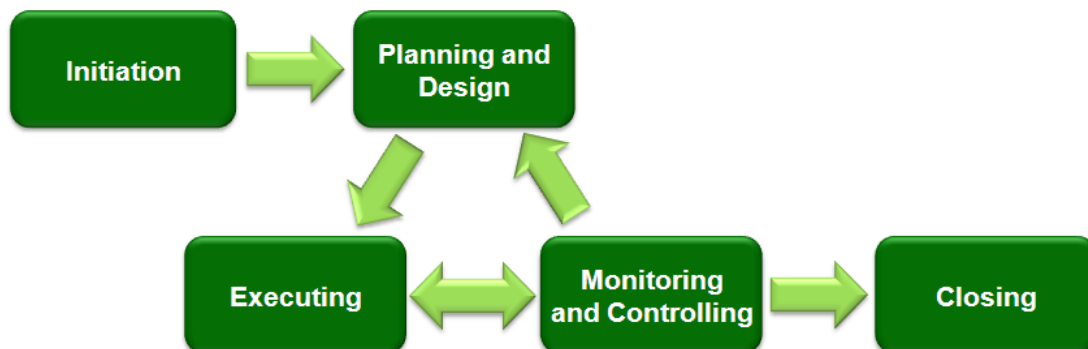 Initiation
Planning and
Design
Executing
Monitoring
and Controlling
Closing